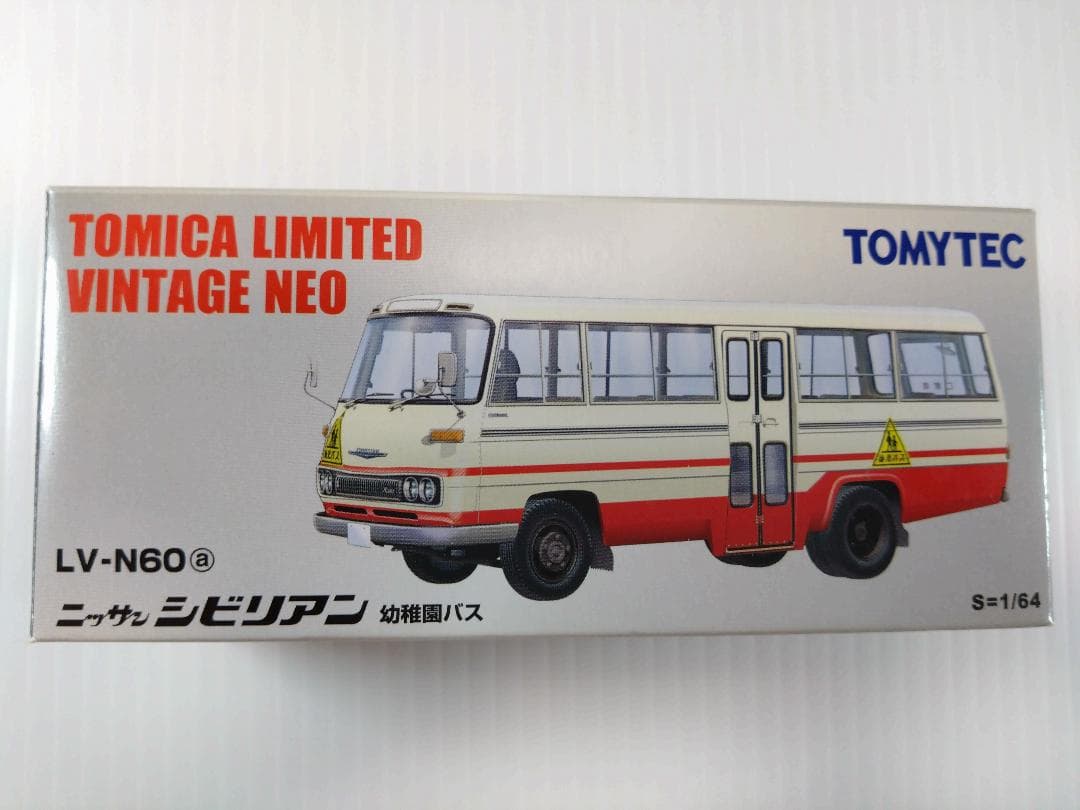 TOMICA LIMITED
VINTAGE NEO
TOMYTEC
LV-N60ⓐ
ニッサン シビリアン 幼稚園バス
S=1/64